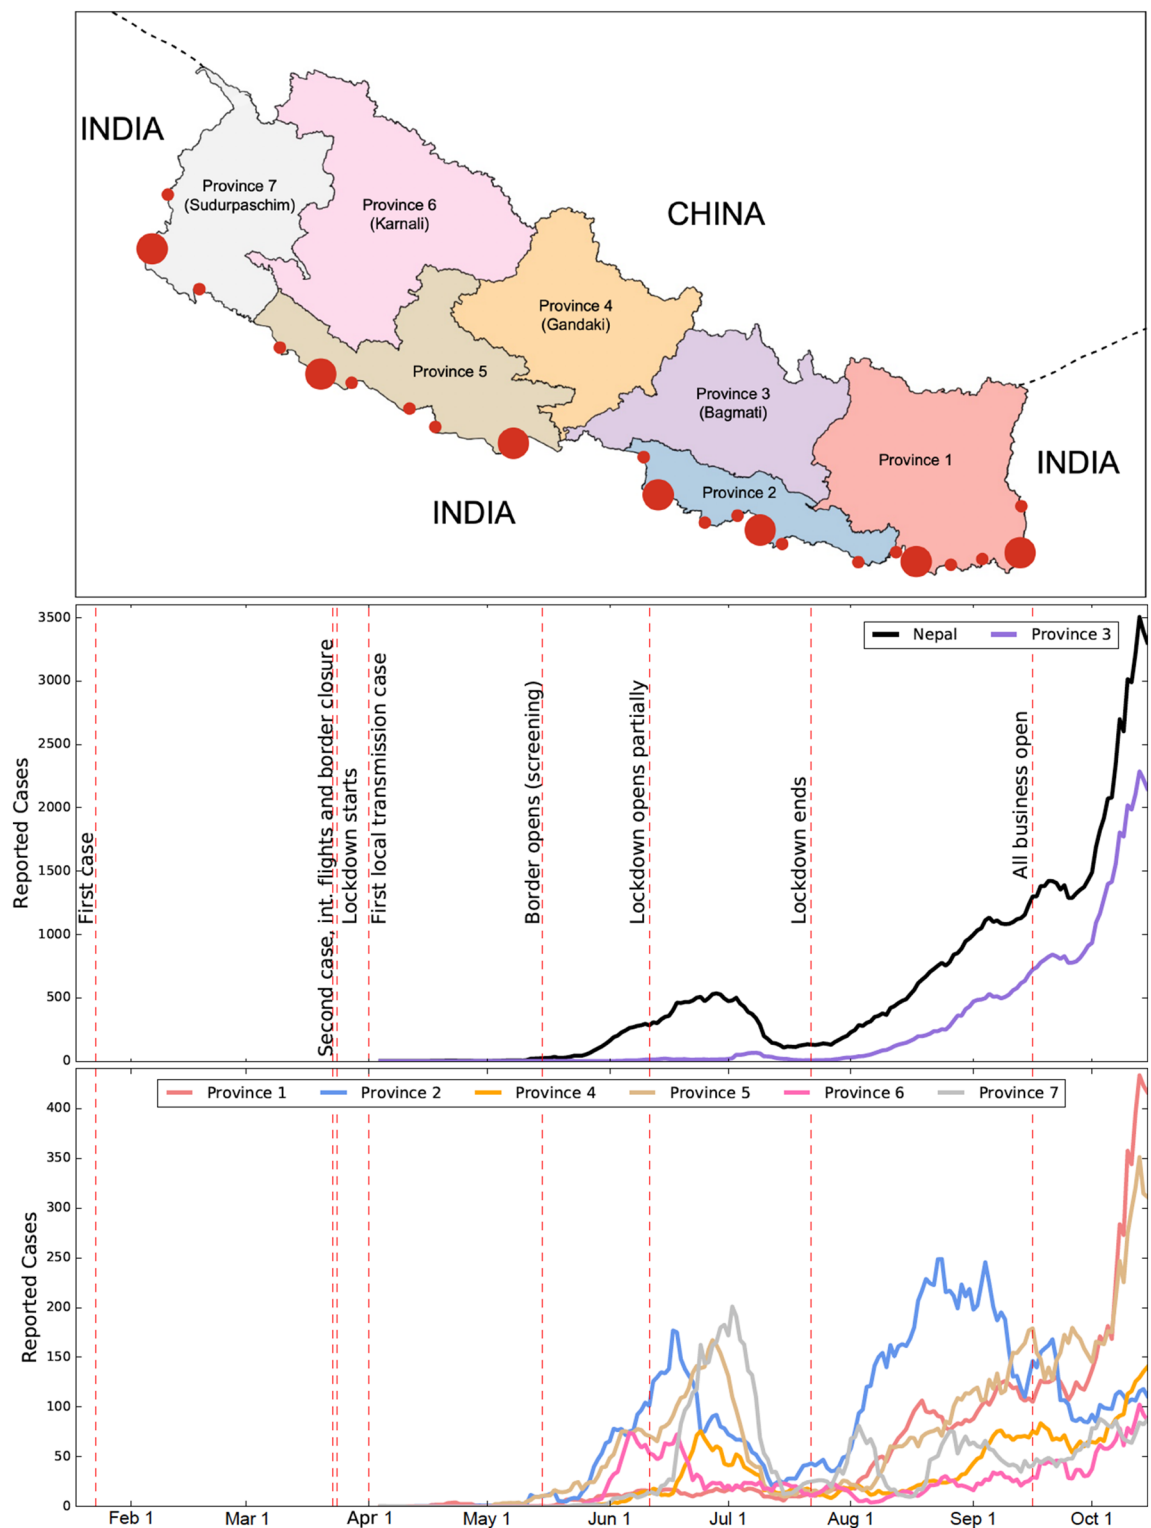 INDIA
Province 7
(Sudurpaschim)
Province 6
(Karnali)
CHINA
Province 4
(Gandaki)
Province 5
Province 3
(Bagmati)
Province 1
INDIA
Province 2
INDIA
3500
3000
2500
2000
1500
1000
500
0
Reported Cases
Nepal
Province 3
First case
Second case, int. flights and border closure
Lockdown starts
First local transmission case
Border opens (screening)
Lockdown opens partially
Lockdown ends
All business open
Province 1
Province 2
Province 4
Province 5
Province 6
Province 7
400
350
300
250
200
150
100
50
0
Reported Cases
Feb 1
Mar 1
Apr 1
May 1
Jun 1
Jul 1
Aug 1
Sep 1
Oct 1